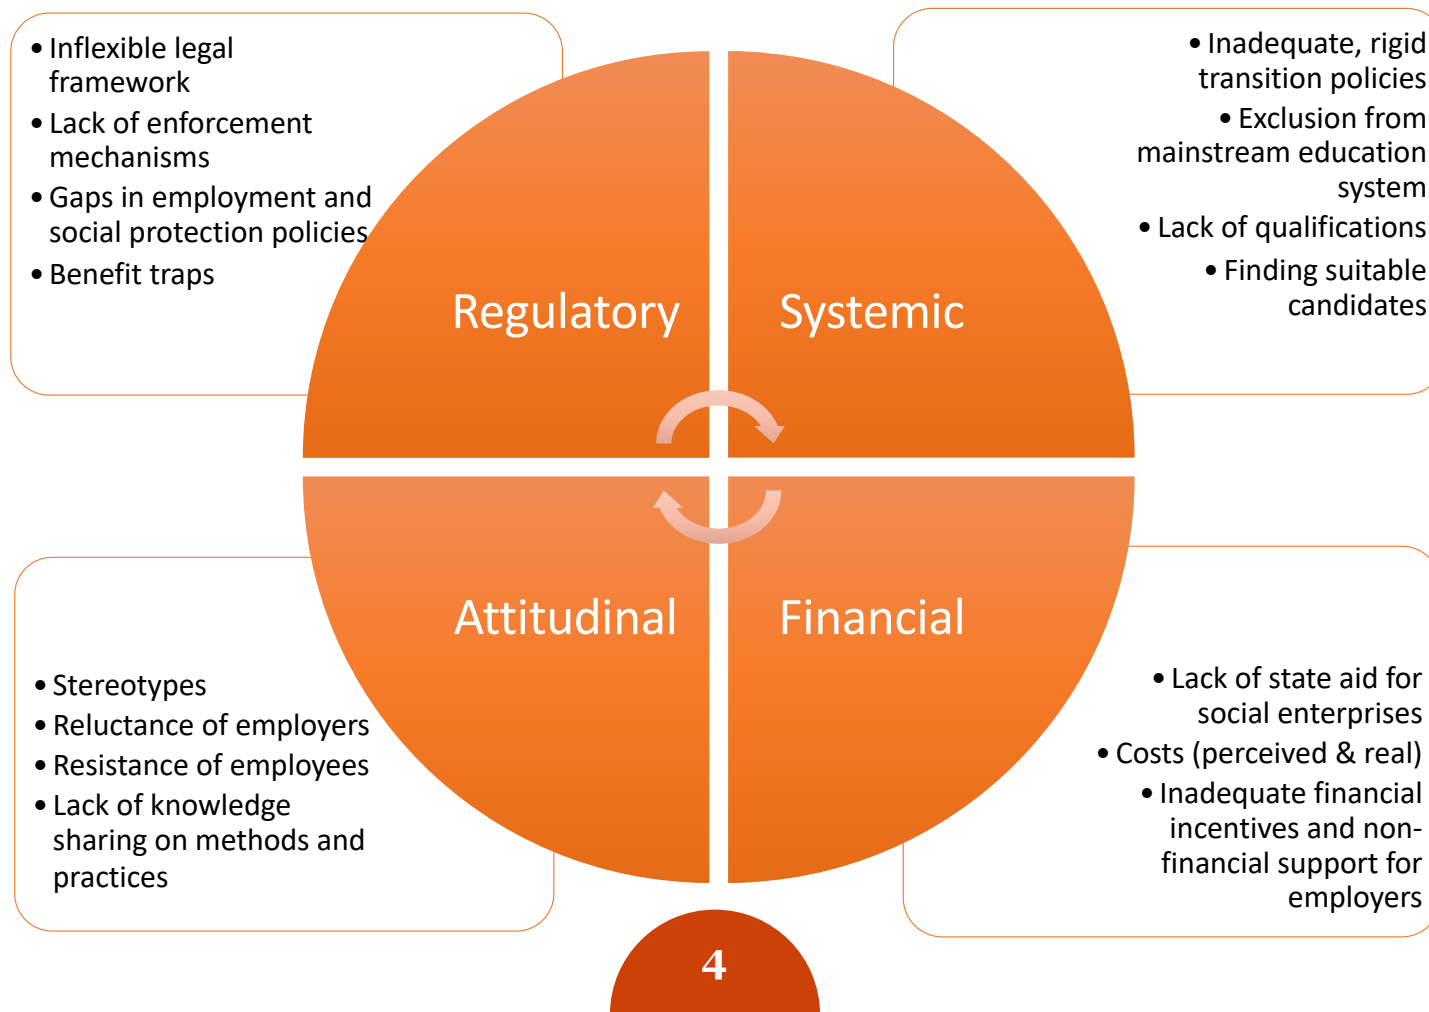 • Inflexible legal
framework
• Lack of enforcement
mechanisms
• Gaps in employment and
social protection policies
• Benefit traps
• Inadequate, rigid
transition policies
• Exclusion from
mainstream education
system
• Lack of qualifications
• Finding suitable
candidates
Regulatory
Systemic
Attitudinal
Financial
• Stereotypes
• Reluctance of employers
• Resistance of employees
• Lack of knowledge
sharing on methods and
practices
• Lack of state aid for
social enterprises
• Costs (perceived & real)
• Inadequate financial
incentives and non-
financial support for
employers
4